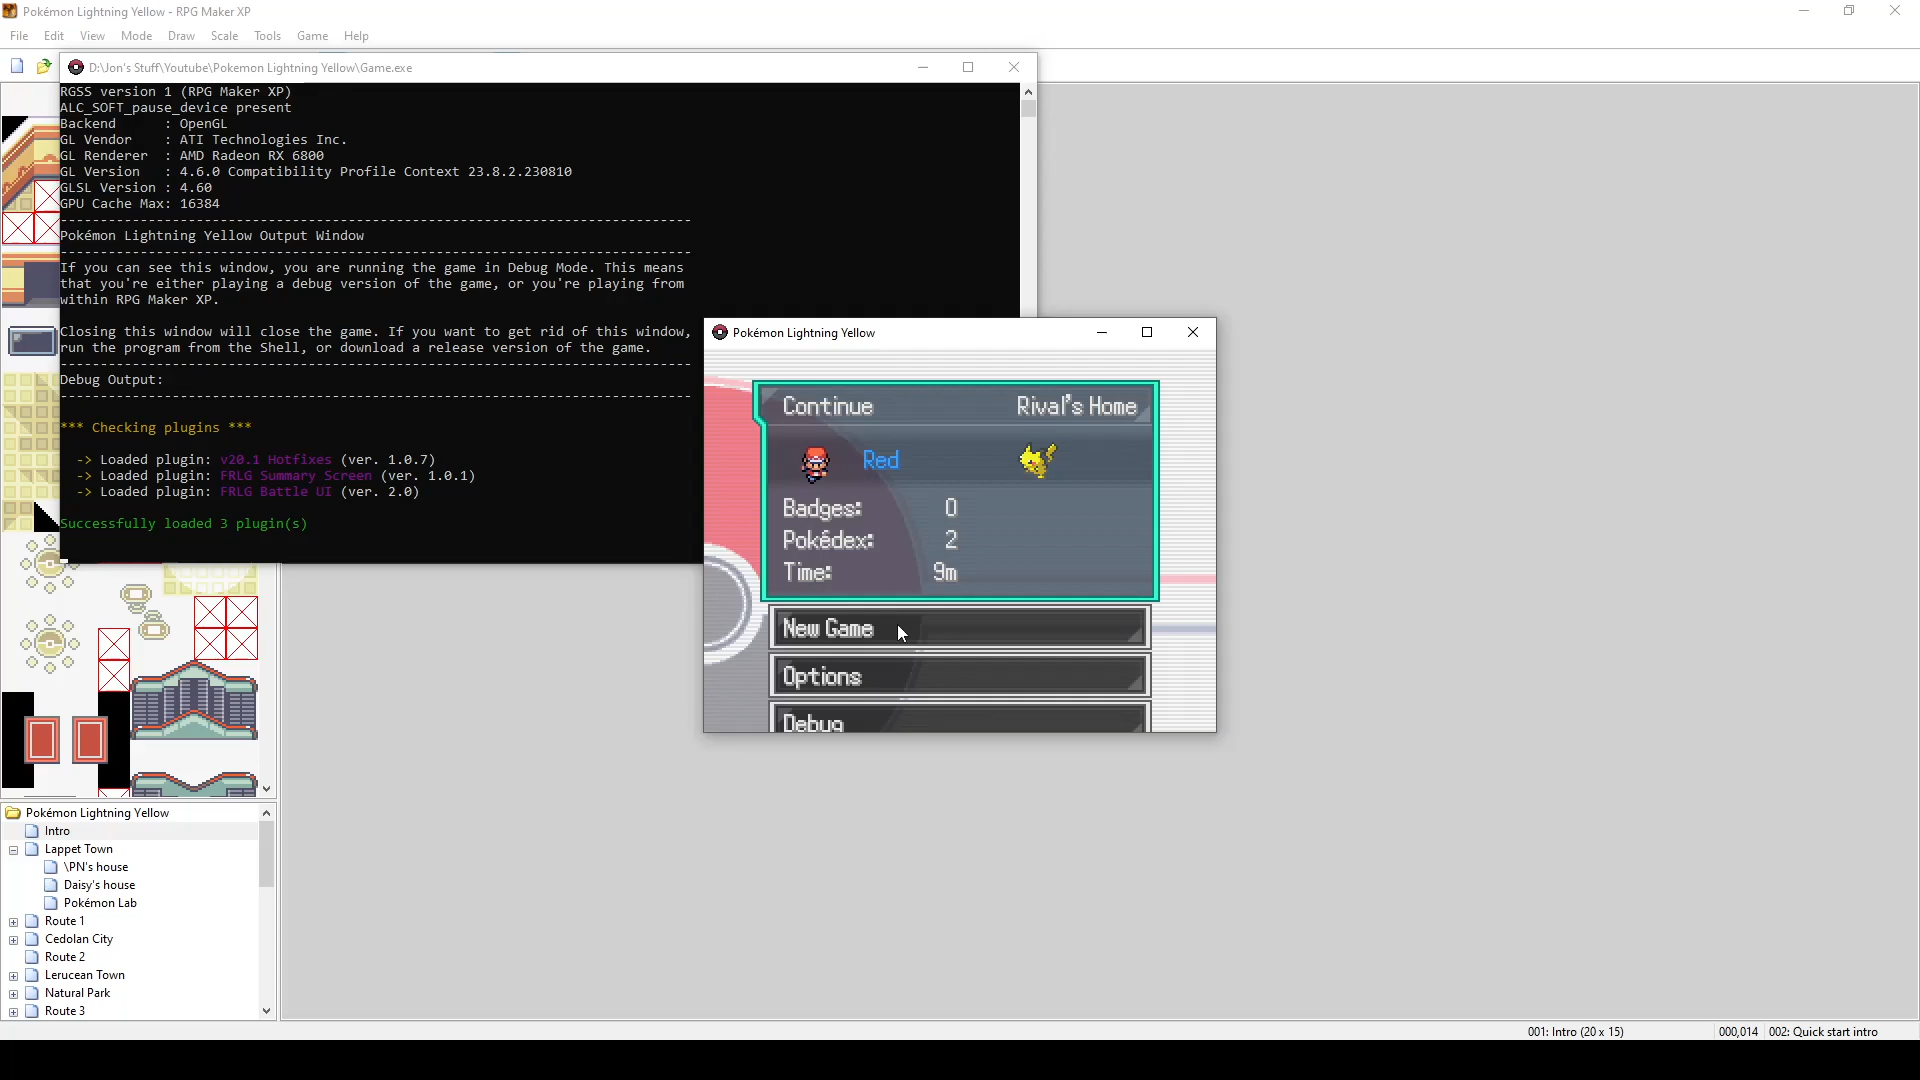 Pokémon Lightning Yellow - RPG Maker XP
File Edit View Mode Draw Scale Tools Game Help
D:\Jon's Stuff\Youtube\Pokemon Lightning Yellow\Game.exe
RGSS version 1 (RPG Maker XP)
ALC_SOFT_pause_device present
Backend : OpenGL
GL Vendor : ATI Technologies Inc.
GL Renderer : AMD Radeon RX 6800
GL Version : 4.6.0 Compatibility Profile Context 23.8.2.230810
GLSL Version : 4.60
GPU Cache Max: 16384
-------------------------------------------------------------------------------
Pokémon Lightning Yellow Output Window
-------------------------------------------------------------------------------
If you can see this window, you are running the game in Debug Mode. This means
that you're either playing a debug version of the game, or you're playing from
within RPG Maker XP.
Closing this window will close the game. If you want to get rid of this window,
run the program from the Shell, or download a release version of the game.
-------------------------------------------------------------------------------
Debug Output:
-------------------------------------------------------------------------------
*** Checking plugins ***
-> Loaded plugin: v20.1 Hotfixes (ver. 1.0.7)
-> Loaded plugin: FRLG Summary Screen (ver. 1.0.1)
-> Loaded plugin: FRLG Battle UI (ver. 2.0)
Successfully loaded 3 plugin(s)
Pokémon Lightning Yellow
Continue Rival's Home
Red
Badges: 0
Pokédex: 2
Time: 9m
New Game
Options
Debug
Pokémon Lightning Yellow
Intro
Lappet Town
\PN's house
Daisy's house
Pokémon Lab
Route 1
Cedolan City
Route 2
Lerucean Town
Natural Park
Route 3
001: Intro (20 x 15) 000,014 002: Quick start intro